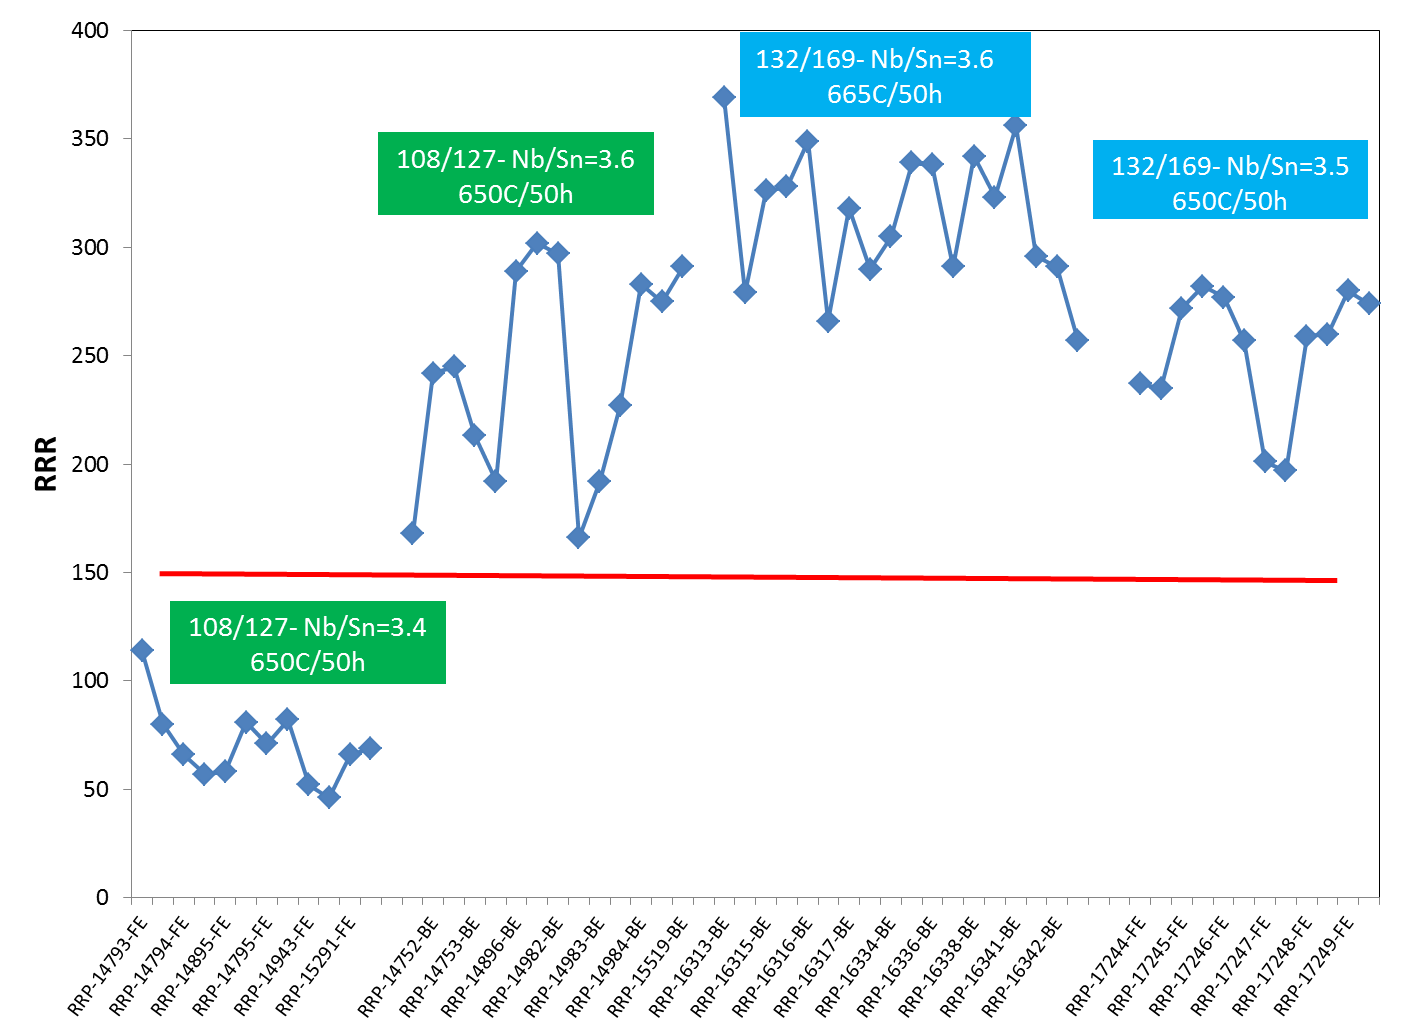 400
350
300
250
200
150
100
50
0
RRR
132/169- Nb/Sn=3.6
665C/50h
108/127- Nb/Sn=3.6
650C/50h
132/169- Nb/Sn=3.5
650C/50h
108/127- Nb/Sn=3.4
650C/50h
RRP-14793-FE
RRP-14794-FE
RRP-14895-FE
RRP-14795-FE
RRP-14943-FE
RRP-15291-FE
RRP-14752-BE
RRP-14753-BE
RRP-14896-BE
RRP-14982-BE
RRP-14983-BE
RRP-14984-BE
RRP-15519-BE
RRP-16313-BE
RRP-16315-BE
RRP-16316-BE
RRP-16317-BE
RRP-16334-BE
RRP-16336-BE
RRP-16338-BE
RRP-16341-BE
RRP-16342-BE
RRP-17244-FE
RRP-17245-FE
RRP-17246-FE
RRP-17247-FE
RRP-17248-FE
RRP-17249-FE